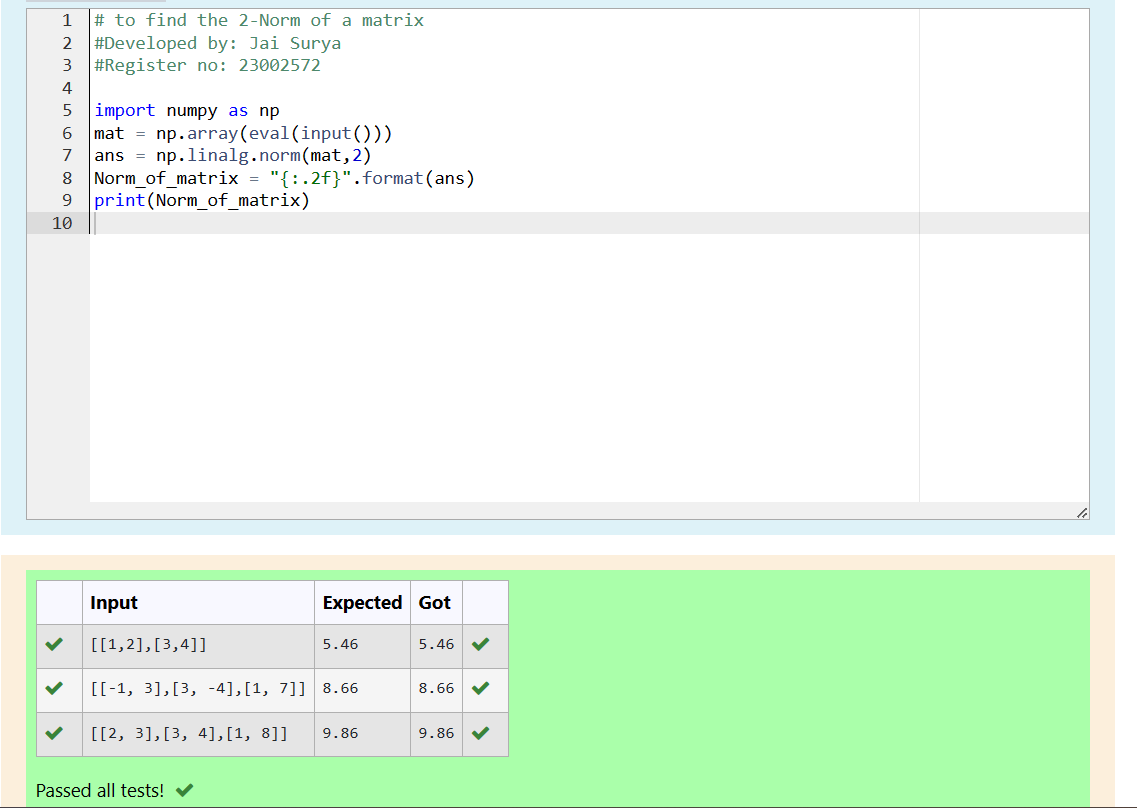 1 # to find the 2-Norm of a matrix
2 #Developed by: Jai Surya
3 #Register no: 23002572
4
5 import numpy as np
6 mat = np.array(eval(input()))
7 ans = np.linalg.norm(mat,2)
8 Norm_of_matrix = "{:.2f}".format(ans)
9 print(Norm_of_matrix)
10
Input Expected Got
[[1,2],[3,4]] 5.46 5.46
[[-1, 3],[3, -4],[1, 7]] 8.66 8.66
[[2, 3],[3, 4],[1, 8]] 9.86 9.86
Passed all tests!